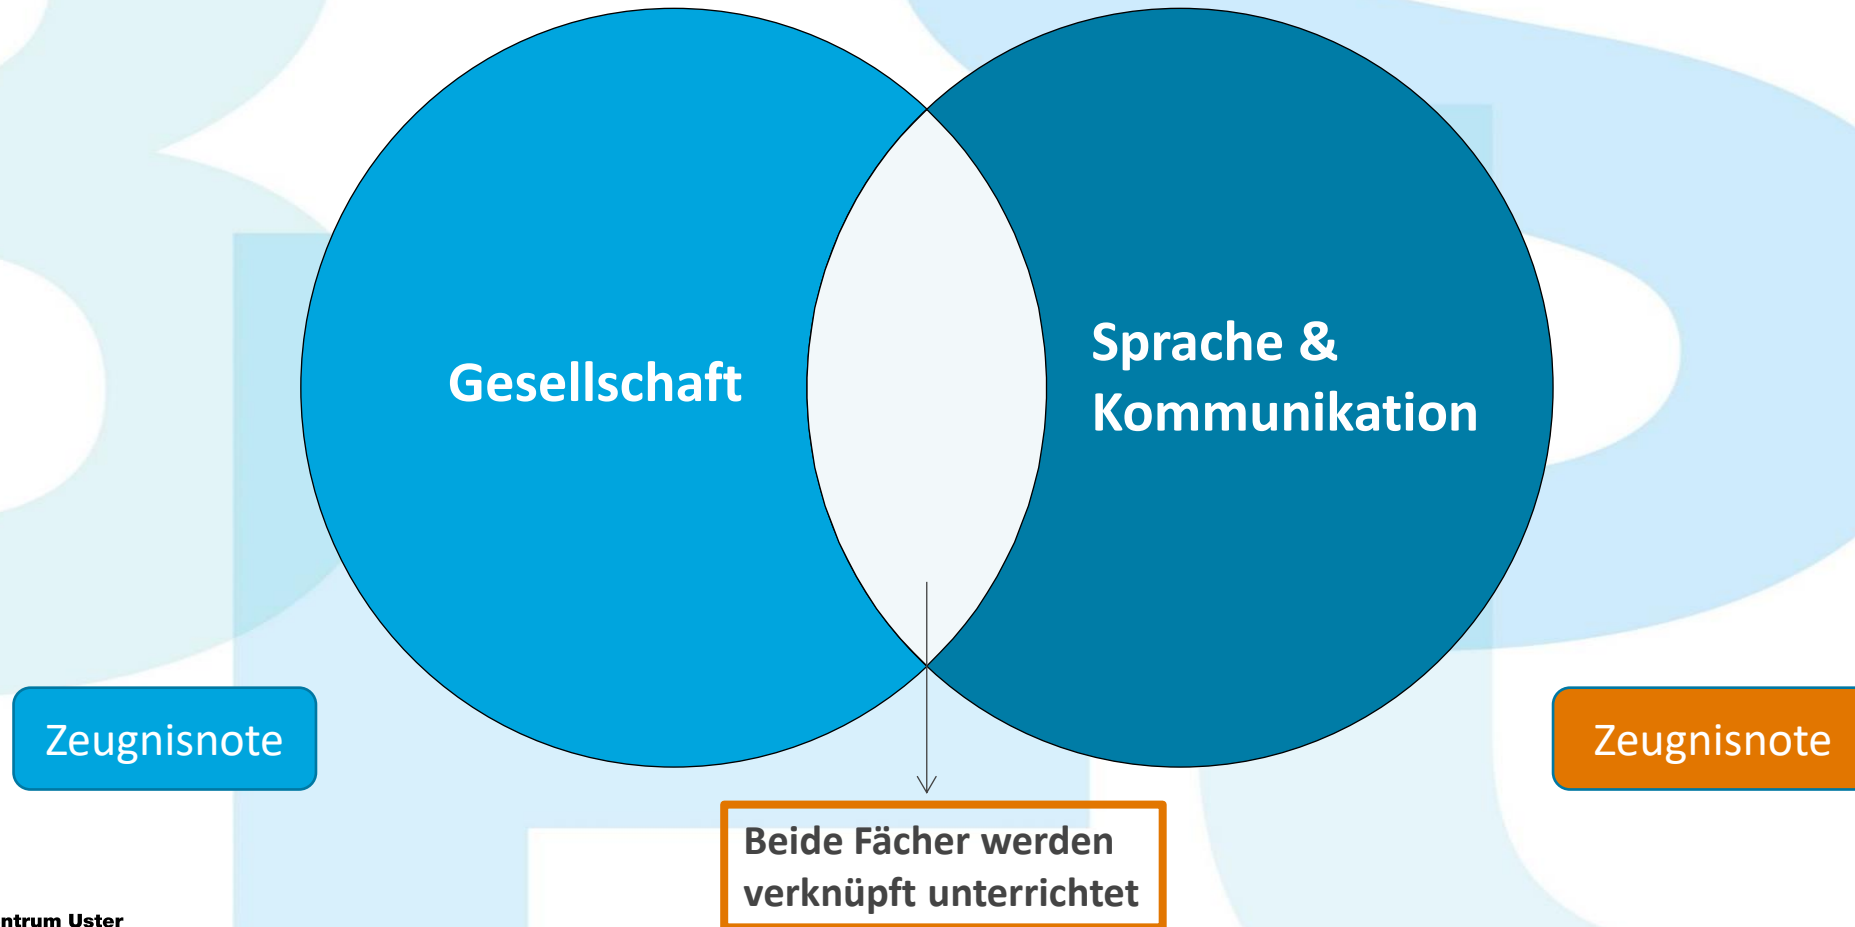 Gesellschaft
Sprache &
Kommunikation
Zeugnisnote
Zeugnisnote
Beide Fächer werden
verknüpft unterrichtet
ntrum Uster